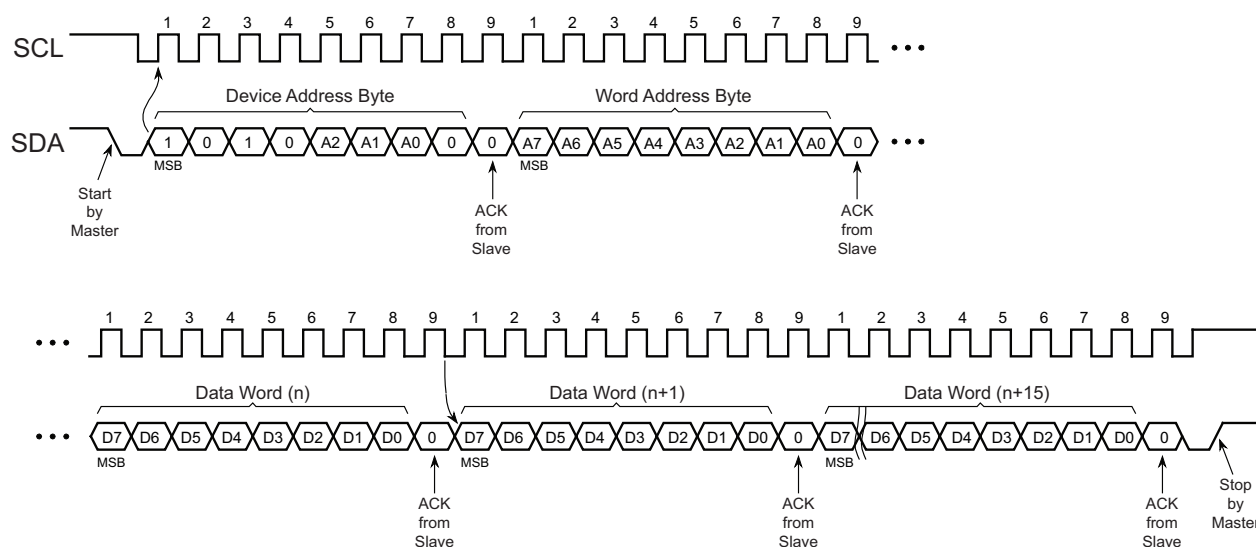 1 2 3 4 5 6 7 8 9 1 2 3 4 5 6 7 8 9
SCL
Device Address Byte Word Address Byte
SDA 1 0 1 0 A2 A1 A0 0 0 A7 A6 A5 A4 A3 A2 A1 A0 0
MSB MSB
Start
by
Master
ACK
from
Slave
ACK
from
Slave
1 2 3 4 5 6 7 8 9 1 2 3 4 5 6 7 8 9 1 2 3 4 5 6 7 8 9
Data Word (n) Data Word (n+1) Data Word (n+15)
D7 D6 D5 D4 D3 D2 D1 D0 0 D7 D6 D5 D4 D3 D2 D1 D0 0 D7 D6 D5 D4 D3 D2 D1 D0 0
MSB MSB MSB
ACK
from
Slave
ACK
from
Slave
ACK
from
Slave
Stop
by
Master